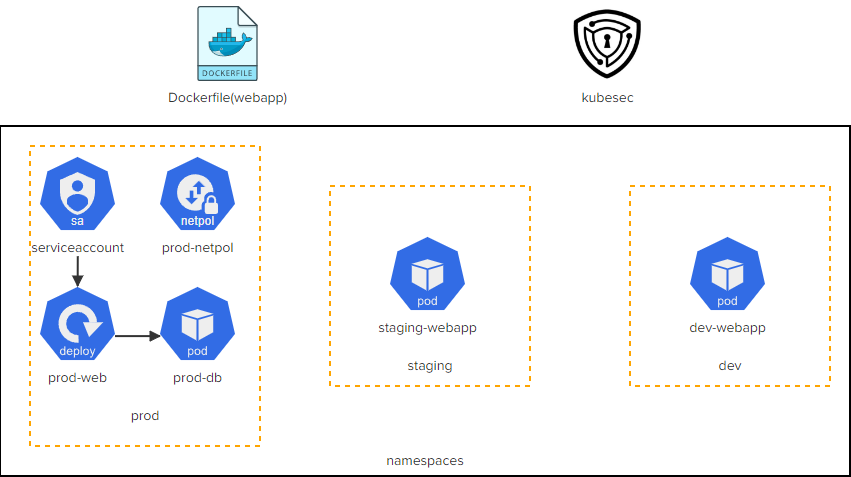 DOCKERFILE
Dockerfile(webapp)
kubesec
sa
netpol
serviceaccount
prod-netpol
deploy
pod
prod-web
prod-db
prod
pod
staging-webapp
staging
pod
dev-webapp
dev
namespaces